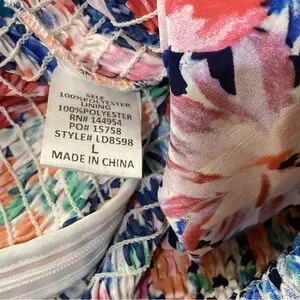 SELF
100%POLYESTER
LINING
100%POLYESTER
RN# 144954
PO# 15758
STYLE# LD8598
L
MADE IN CHINA